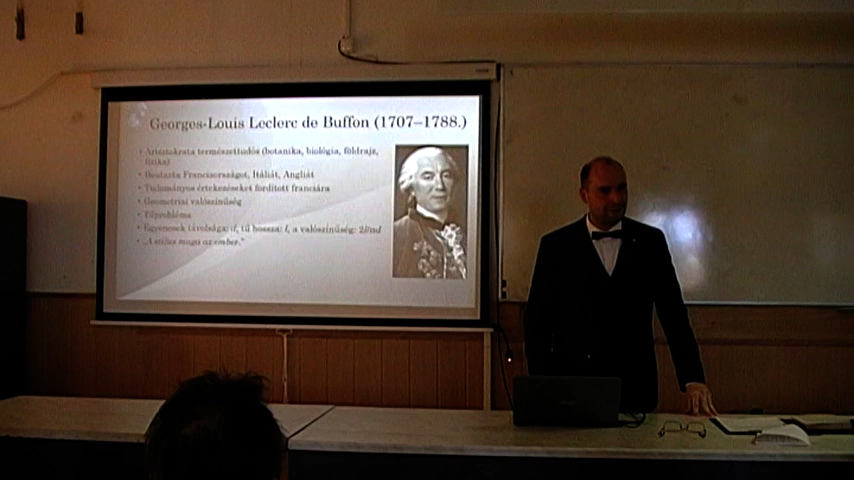 Georges-Louis Leclerc de Buffon (1707–1788.)
• Arisztokrata természettudós (botanika, biológia, földrajz,
fizika)
• Beutazta Franciaországot, Itáliát, Angliát
• Tudományos értekezéseket fordított franciára
• Geometriai valószínűség
• Tűprobléma
• Egyenesek távolsága: d, tű hossza: l, a valószínűség: 2l/πd
• „A stílus maga az ember.”